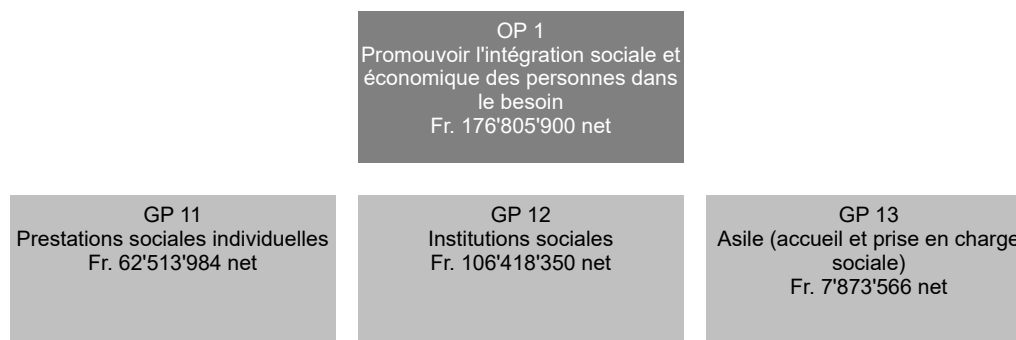 OP 1
Promouvoir l'intégration sociale et
économique des personnes dans
le besoin
Fr. 176'805'900 net
GP 11
Prestations sociales individuelles
Fr. 62'513'984 net
GP 12
Institutions sociales
Fr. 106'418'350 net
GP 13
Asile (accueil et prise en charge
sociale)
Fr. 7'873'566 net